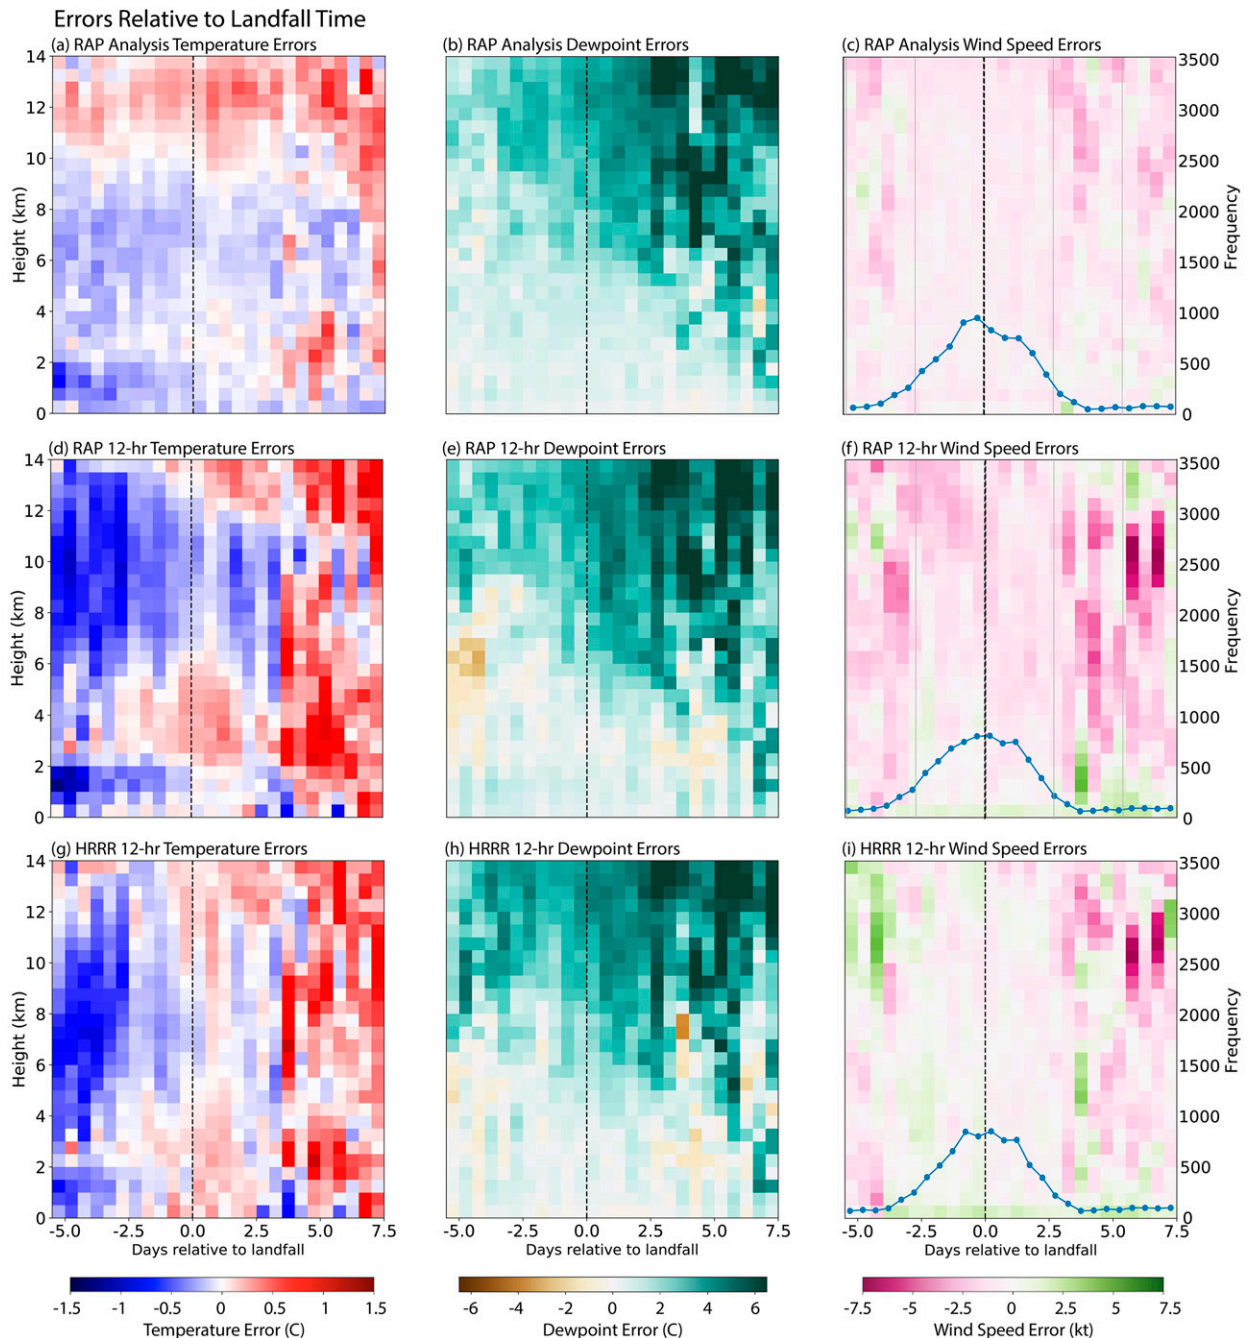 Errors Relative to Landfall Time
(a) RAP Analysis Temperature Errors
(b) RAP Analysis Dewpoint Errors
(c) RAP Analysis Wind Speed Errors
14
12
10
8
6
4
2
0
Height (km)
3500
3000
2500
2000
1500
1000
500
0
Frequency
(d) RAP 12-hr Temperature Errors
(e) RAP 12-hr Dewpoint Errors
(f) RAP 12-hr Wind Speed Errors
14
12
10
8
6
4
2
0
Height (km)
3500
3000
2500
2000
1500
1000
500
0
Frequency
(g) HRRR 12-hr Temperature Errors
(h) HRRR 12-hr Dewpoint Errors
(i) HRRR 12-hr Wind Speed Errors
14
12
10
8
6
4
2
0
Height (km)
3500
3000
2500
2000
1500
1000
500
0
Frequency
-5.0 -2.5 0.0 2.5 5.0 7.5
Days relative to landfall
-5.0 -2.5 0.0 2.5 5.0 7.5
Days relative to landfall
-5.0 -2.5 0.0 2.5 5.0 7.5
Days relative to landfall
-1.5 -1 -0.5 0 0.5 1 1.5
Temperature Error (C)
-6 -4 -2 0 2 4 6
Dewpoint Error (C)
-7.5 -5 -2.5 0 2.5 5 7.5
Wind Speed Error (kt)